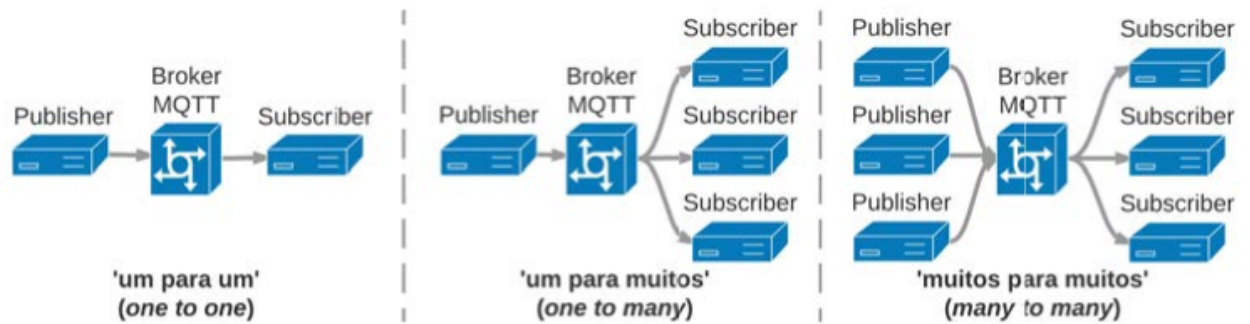 Publisher
Broker
MQTT
Subscriber
'um para um'
(one to one)
Publisher
Broker
MQTT
Subscriber
Subscriber
Subscriber
'um para muitos'
(one to many)
Publisher
Publisher
Publisher
Broker
MQTT
Subscriber
Subscriber
Subscriber
'muitos para muitos'
(many to many)